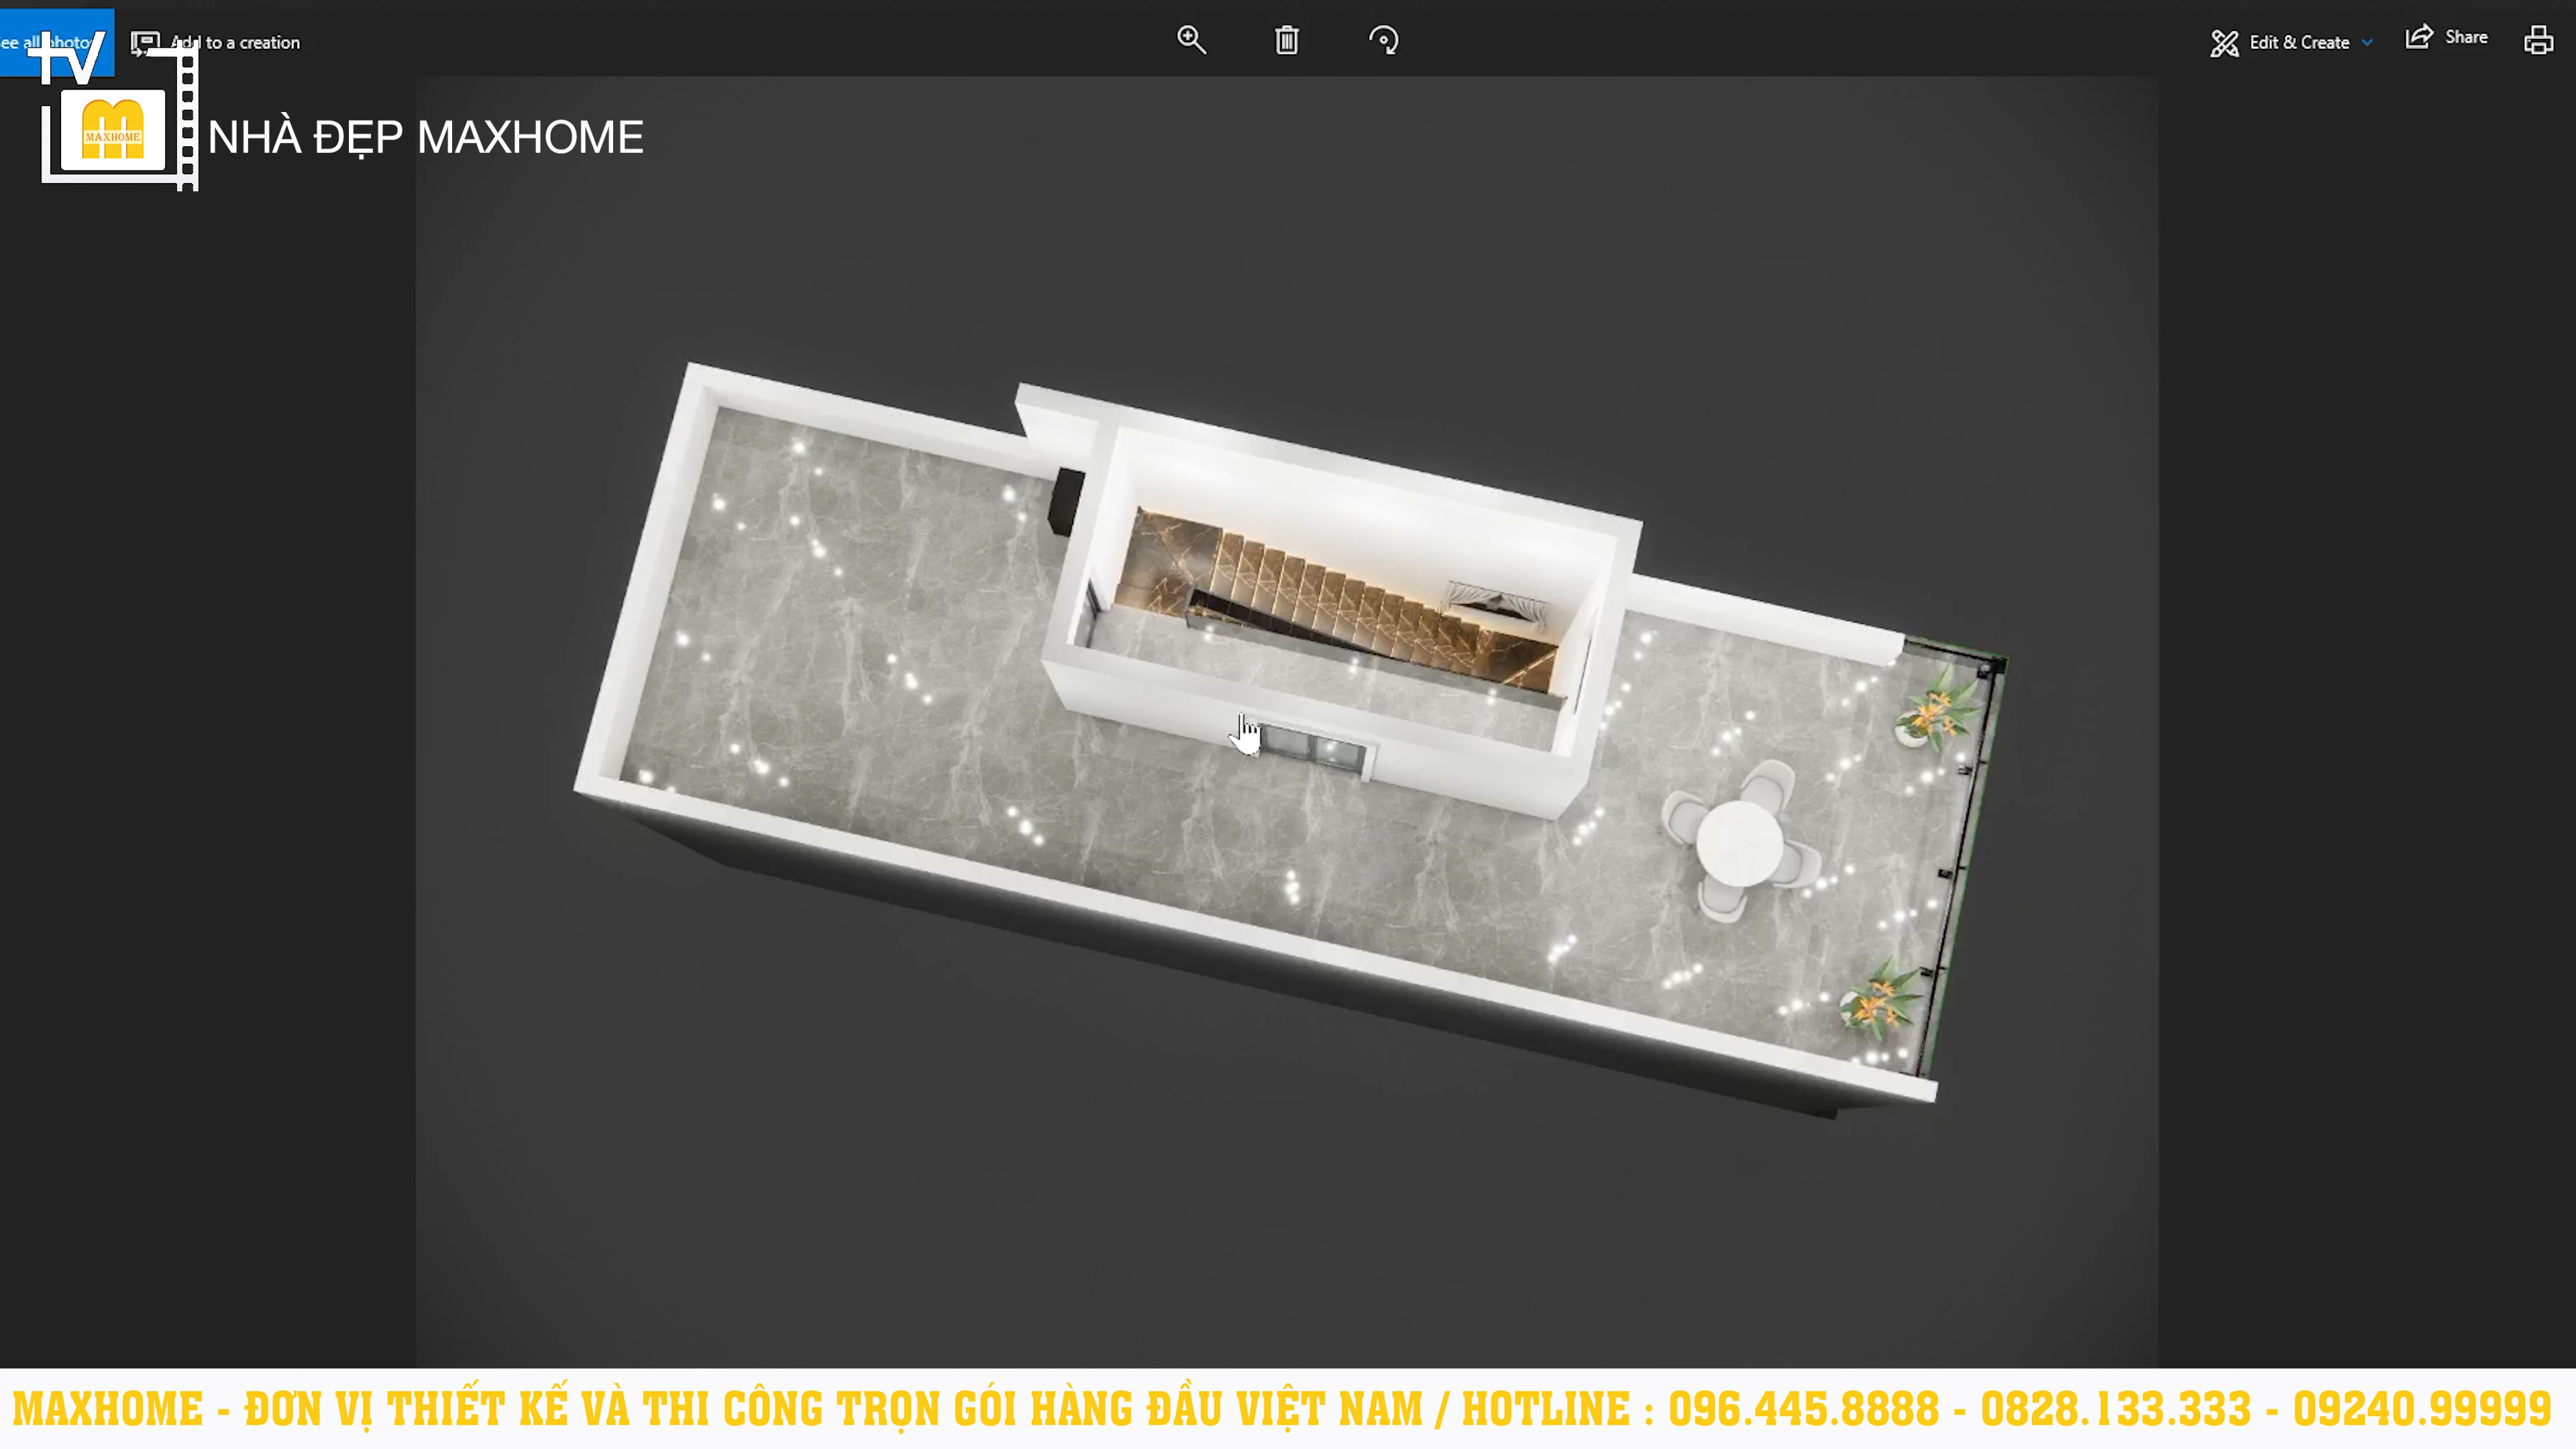 ee all photos
Add to a creation
Edit & Create
Share
tv
MAXHOME
NHÀ ĐẸP MAXHOME
MAXHOME - ĐƠN VỊ THIẾT KẾ VÀ THI CÔNG TRỌN GÓI HÀNG ĐẦU VIỆT NAM / HOTLINE : 096.445.8888 - 0828.133.333 - 09240.99999